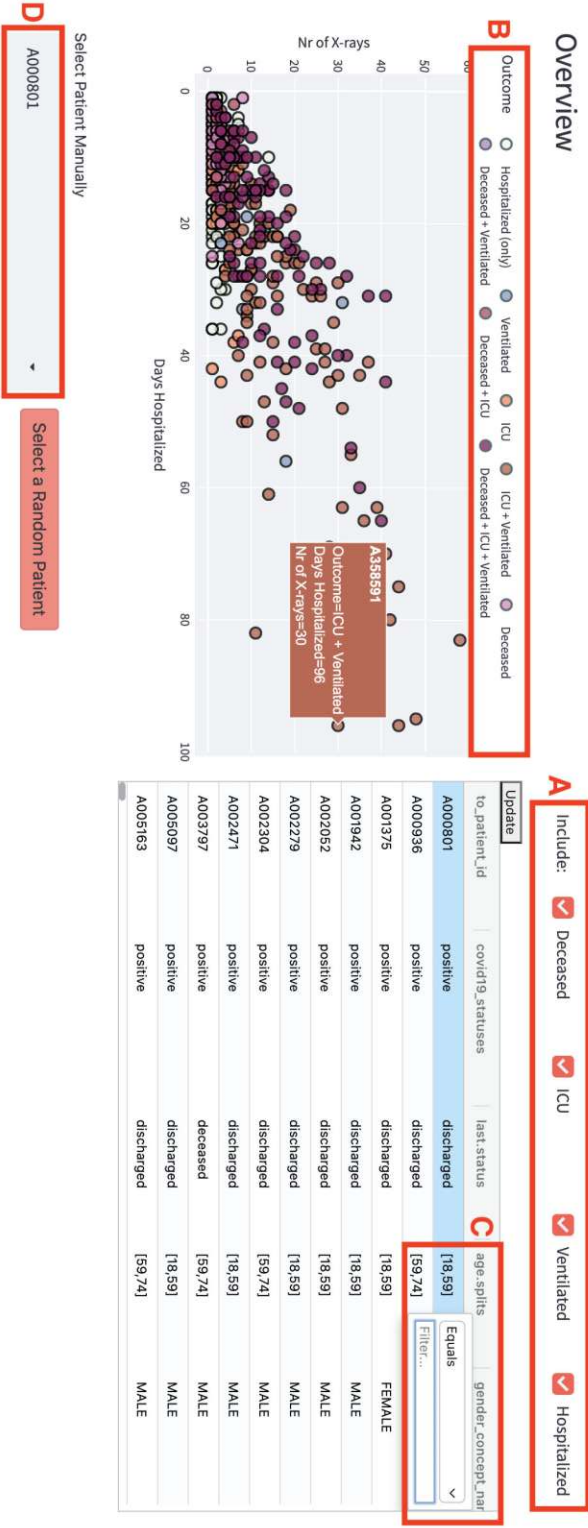 Overview
B
Outcome Hospitalized (only) Ventilated ICU ICU + Ventilated Deceased
Deceased + Ventilated Deceased + ICU Deceased + ICU + Ventilated
Nr of X-rays
50
40
30
20
10
0
0 20 40 60 80 100
Days Hospitalized
A358591
Outcome=ICU + Ventilated
Days Hospitalized=96
Nr of X-rays=30
Select Patient Manually
D
A000801
Select a Random Patient
A
Include: Deceased ICU Ventilated Hospitalized
Update
to_patient_id covid19_statuses last.status age.splits gender_concept_nar
C
A000801 positive discharged [18,59]
Equals
Filter...
A000936 positive discharged [59,74]
A001375 positive discharged [18,59] FEMALE
A001942 positive discharged [18,59] MALE
A002052 positive discharged [18,59] MALE
A002279 positive discharged [18,59] MALE
A002304 positive discharged [59,74] MALE
A002471 positive discharged [18,59] MALE
A003797 positive deceased [59,74] MALE
A005097 positive discharged [18,59] MALE
A005163 positive discharged [59,74] MALE